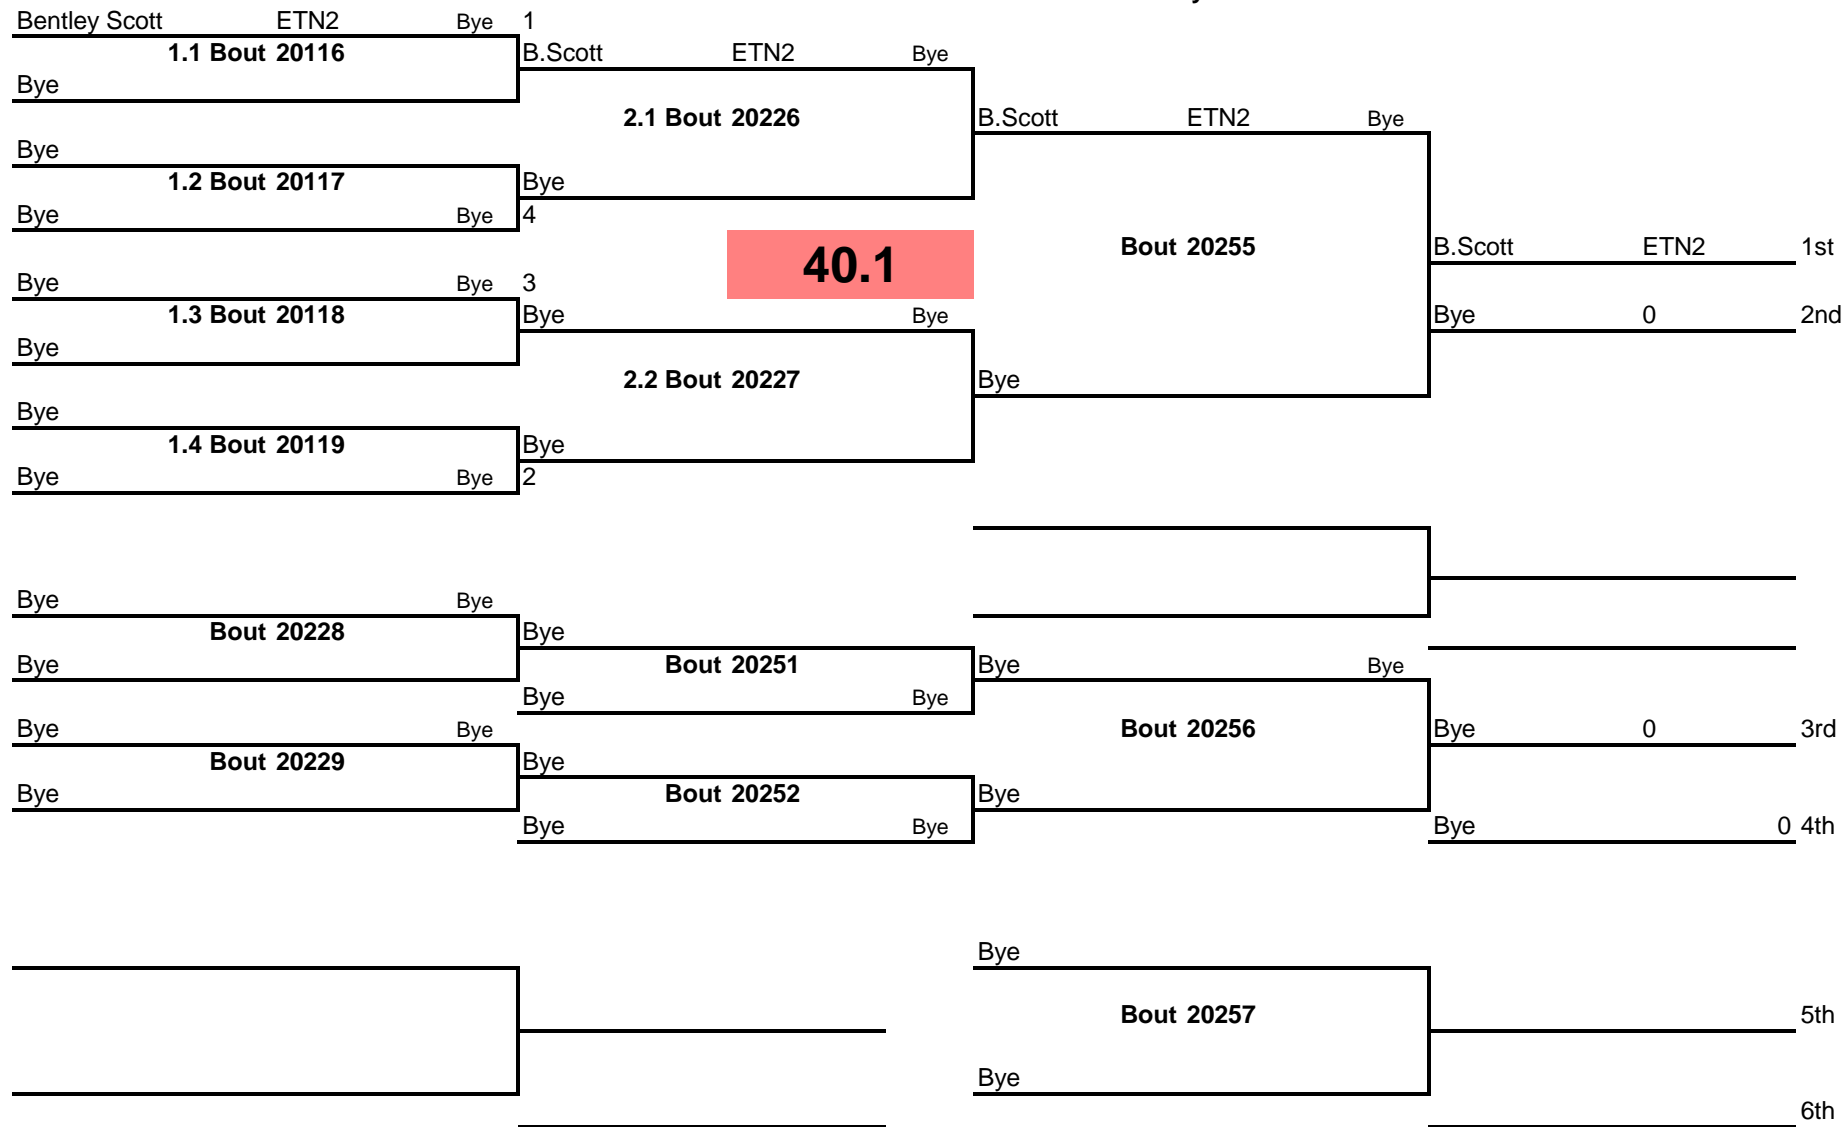 Bentley Scott ETN2 Bye 1
1.1 Bout 20116 B.Scott ETN2 Bye
Bye
2.1 Bout 20226 B.Scott ETN2 Bye
Bye
1.2 Bout 20117 Bye
Bye Bye 4
40.1 Bout 20255 B.Scott ETN2 1st
Bye Bye 3
1.3 Bout 20118 Bye Bye Bye 0 2nd
Bye
2.2 Bout 20227 Bye
Bye
1.4 Bout 20119 Bye
Bye Bye 2
Bye Bye
Bout 20228 Bye
Bye Bout 20251 Bye Bye
Bye Bye
Bye Bye Bout 20256 Bye 0 3rd
Bout 20229 Bye
Bye Bout 20252 Bye
Bye Bye Bye 0 4th
Bye
Bout 20257 5th
Bye
6th